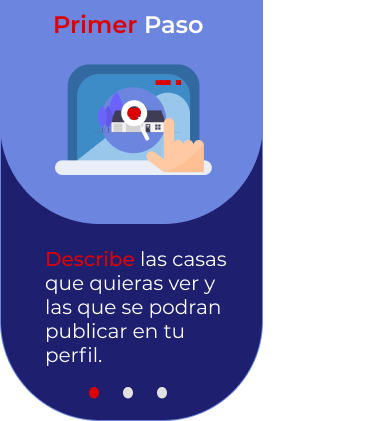 Primer Paso
Describe las casas
que quieras ver y
las que se podran
publicar en tu
perfil.